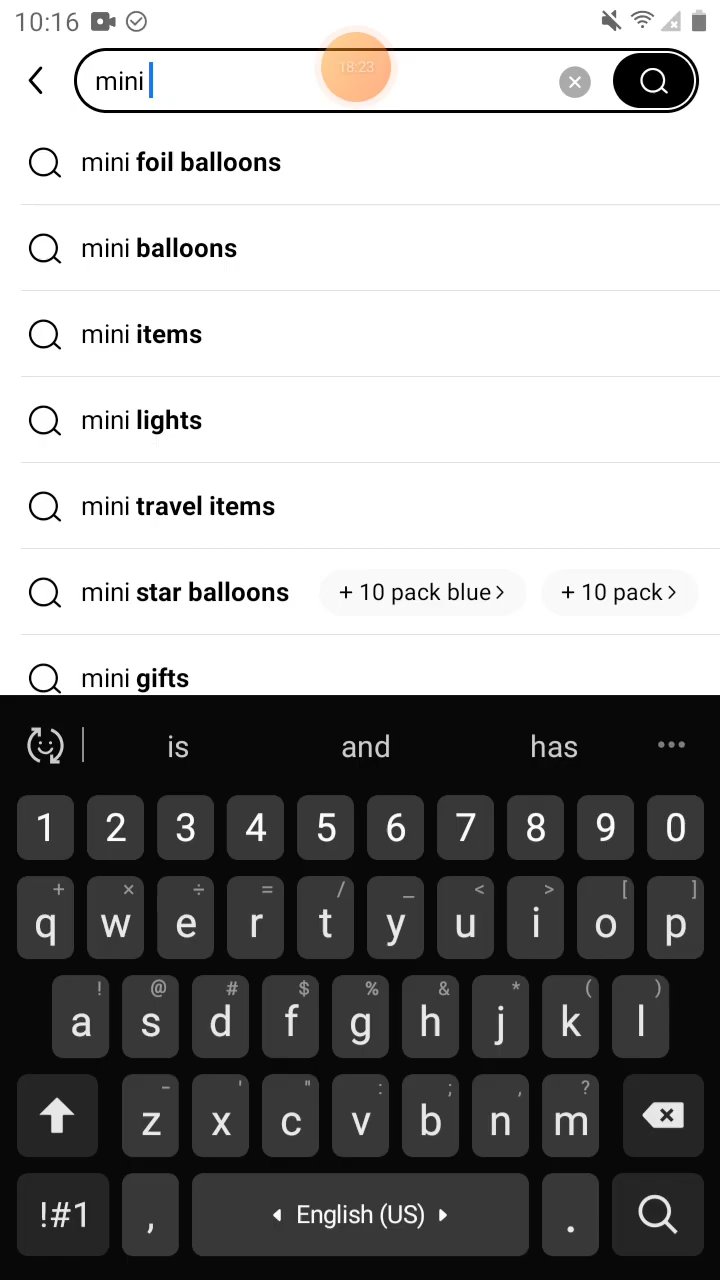 10:16
mini
18:23
mini foil balloons
mini balloons
mini items
mini lights
mini travel items
mini star balloons + 10 pack blue > + 10 pack >
mini gifts
is and has •••
1 2 3 4 5 6 7 8 9 0
+ × ÷ = / _ < > [ ]
q w e r t y u i o p
! @ # $ % & * ( )
a s d f g h j k l
- ' " : ; , ?
z x c v b n m
!#1 , English (US) .